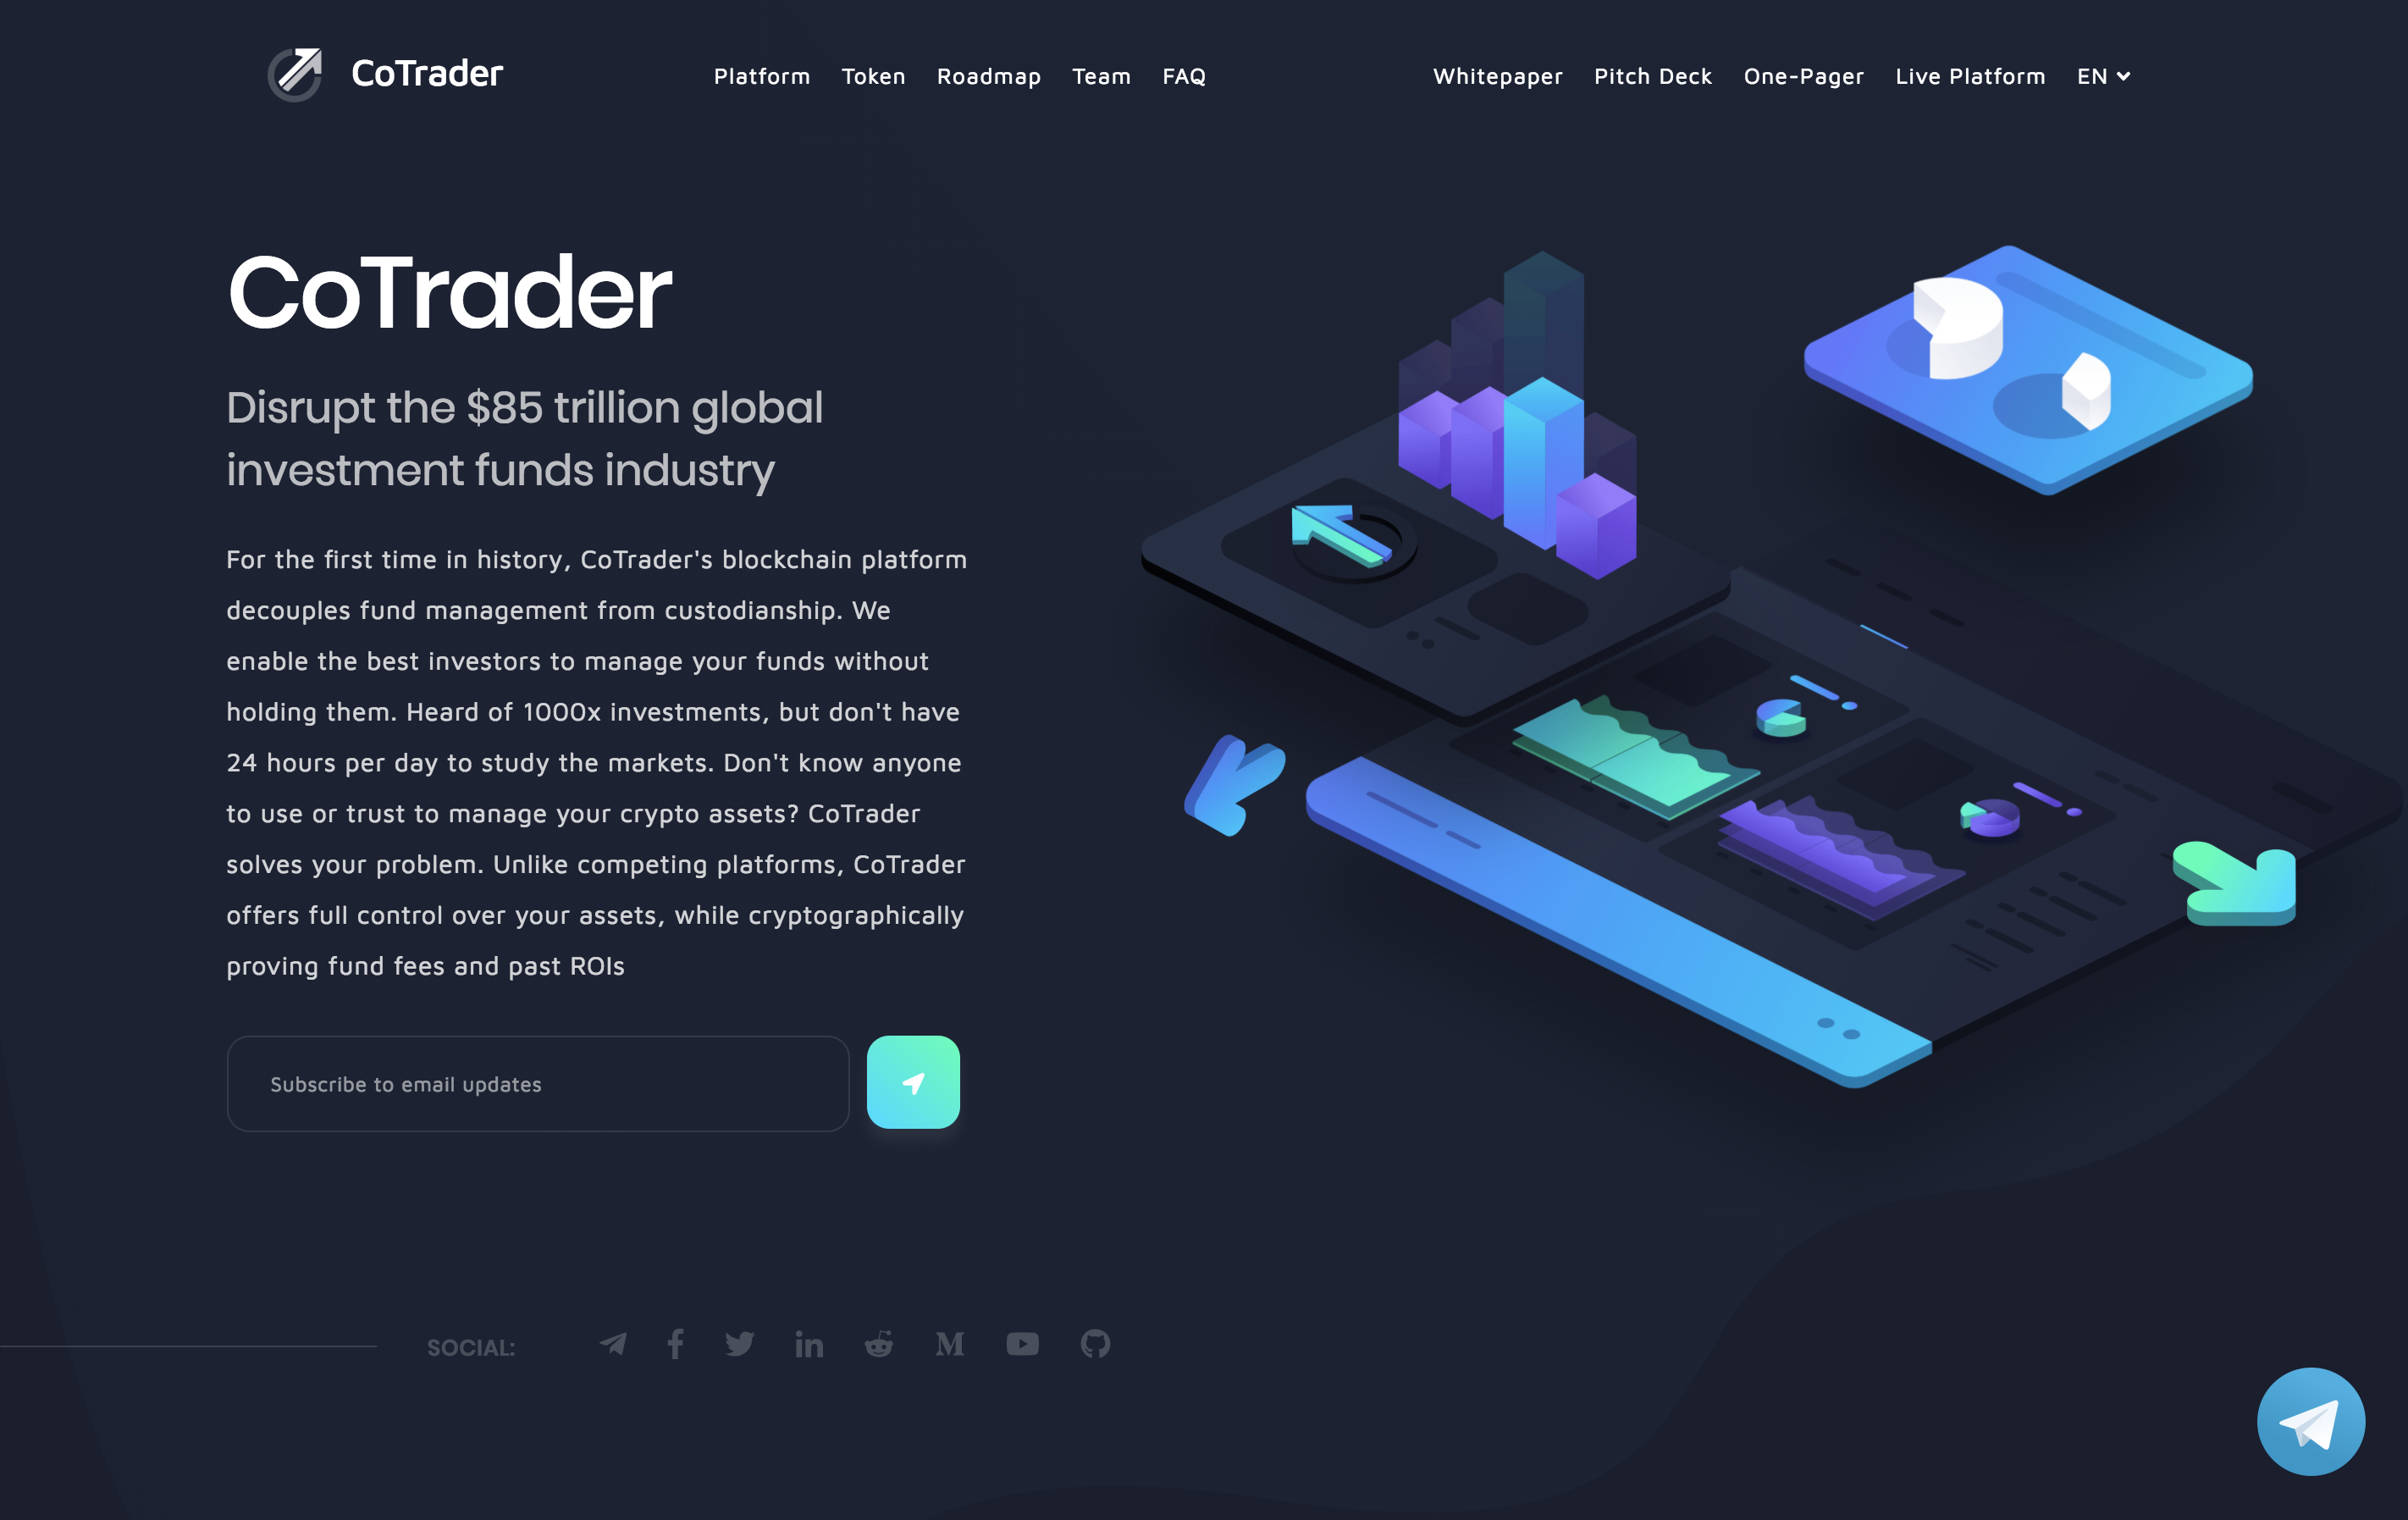 CoTrader
Platform Token Roadmap Team FAQ
Whitepaper Pitch Deck One-Pager Live Platform EN
CoTrader
Disrupt the $85 trillion global
investment funds industry
For the first time in history, CoTrader's blockchain platform
decouples fund management from custodianship. We
enable the best investors to manage your funds without
holding them. Heard of 1000x investments, but don't have
24 hours per day to study the markets. Don't know anyone
to use or trust to manage your crypto assets? CoTrader
solves your problem. Unlike competing platforms, CoTrader
offers full control over your assets, while cryptographically
proving fund fees and past ROIs
Subscribe to email updates
SOCIAL: